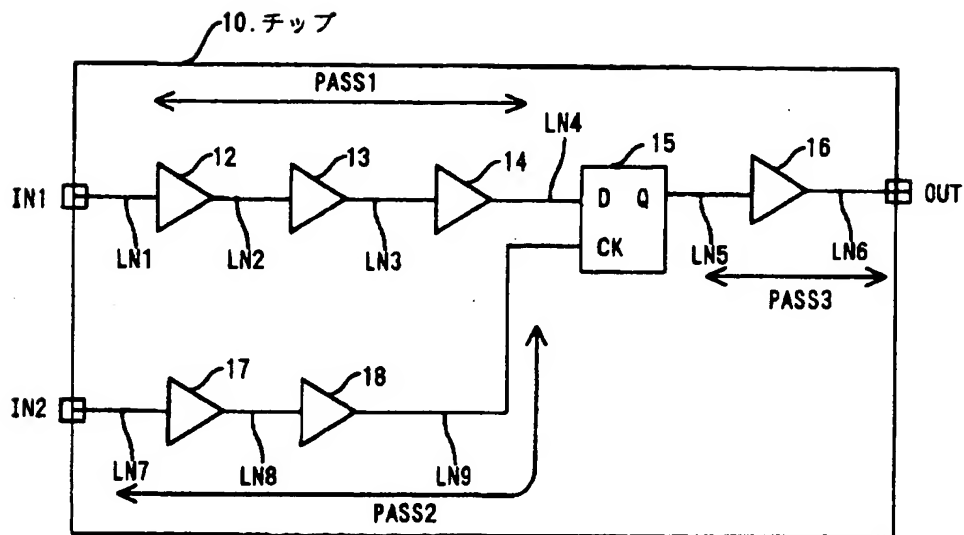 10.チップ
PASS1
LN4
12
13
14
15
16
IN1
D Q
OUT
CK
LN1
LN2
LN3
LN5
LN6
PASS3
17
18
IN2
LN7
LN8
LN9
PASS2